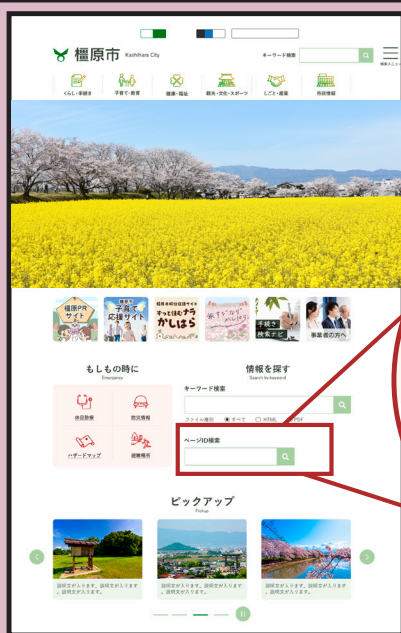 橿原市 Kashihara City
キーワード検索
くらし・手続き
子育て・教育
健康・福祉
観光・文化・スポーツ
しごと・産業
市政情報
橿原PR
サイト
橿原市
子育て
応援サイト
ずっとほむナラ
かしはら
手続き
検索ナビ
事業者の方へ
もしもの時に
Emergency
休日診療
防災情報
ハザードマップ
避難場所
情報を探す
Search by keyword
キーワード検索
ファイル種別 すべて HTML PDF
ページID検索
ピックアップ
Pickup
説明文が入ります。説明文が入ります
。説明文が入ります。
説明文が入ります。説明文が入ります
。説明文が入ります。
説明文が入ります。説明文が入ります
。説明文が入ります。